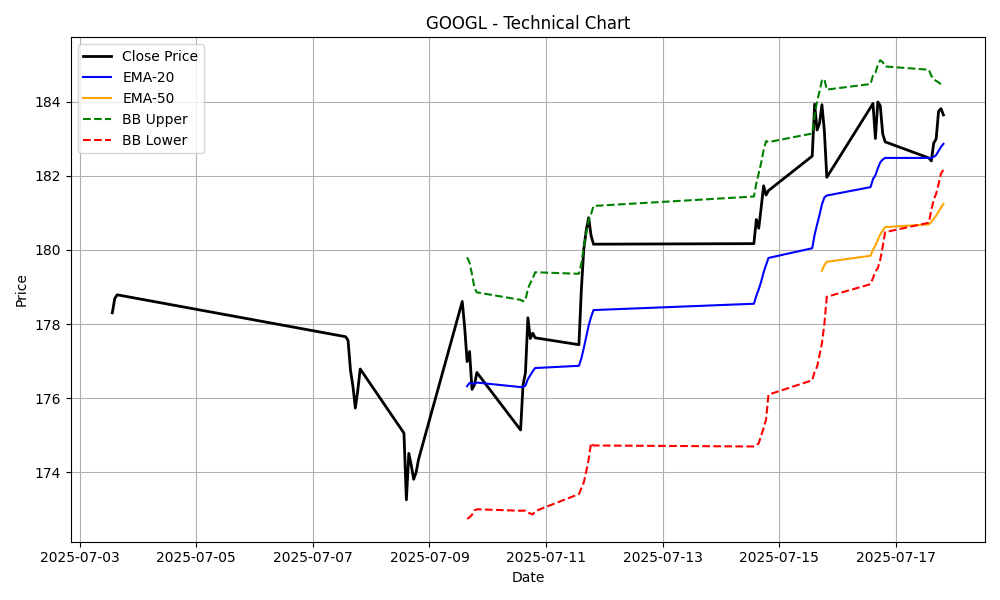 GOOGL - Technical Chart
Close Price
EMA-20
EMA-50
BB Upper
BB Lower
184
182
180
178
176
174
Price
2025-07-03 2025-07-05 2025-07-07 2025-07-09 2025-07-11 2025-07-13 2025-07-15 2025-07-17
Date